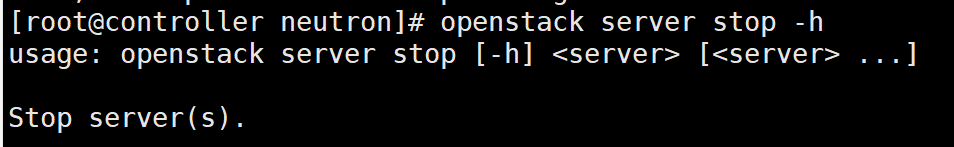 [root@controller neutron]# openstack server stop -h
usage: openstack server stop [-h] <server> [<server> ...]
Stop server(s).